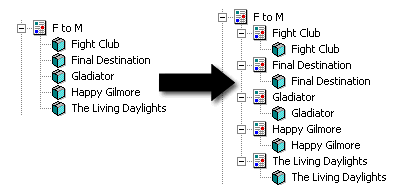 F to M
Fight Club
Final Destination
Gladiator
Happy Gilmore
The Living Daylights
F to M
Fight Club
Fight Club
Final Destination
Final Destination
Gladiator
Gladiator
Happy Gilmore
Happy Gilmore
The Living Daylights
The Living Daylights